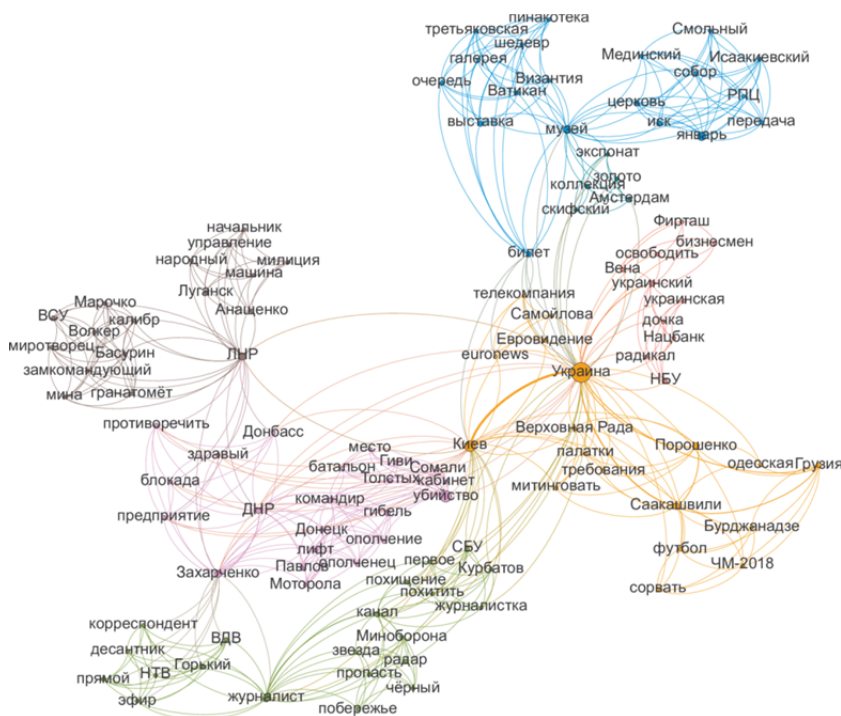 пинакотека
третьяковская
шедевр
галерея
очередь
Византия
Ватикан
выставка
музей
Смольный
Мединский
Исаакиевский
собор
церковь
РПЦ
иск
передача
январь
экспонат
золото
коллекция
Амстердам
скифский
билет
Фирташ
бизнесмен
освободить
Вена
украинский
украинская
дочка
Нацбанк
радикал
НБУ
телекомпания
Самойлова
Евровидение
euronews
Украина
начальник
управление
народный
милиция
машина
Луганск
Анащенко
Марочко
ВСУ
калибр
Волкер
миротворец
Басурин
замкомандующий
мина
гранатомёт
ЛНР
противоречить
Донбасс
здравый
блокада
предприятие
ДНР
Захарченко
место
Гиви
батальон
Сомали
Толстых
кабинет
убийство
командир
гибель
Донецк
ополчение
лифт
Павлов
ополченец
Моторола
Киев
Верховная Рада
палатки
требования
митинговать
Порошенко
одесская
Грузия
Саакашвили
Бурджанадзе
футбол
ЧМ-2018
сорвать
СБУ
первое
Курбатов
похищение
похитить
журналистка
канал
Миноборона
звезда
радар
пропасть
чёрный
побережье
журналист
корреспондент
ВДВ
десантник
Горький
НТВ
прямой
эфир